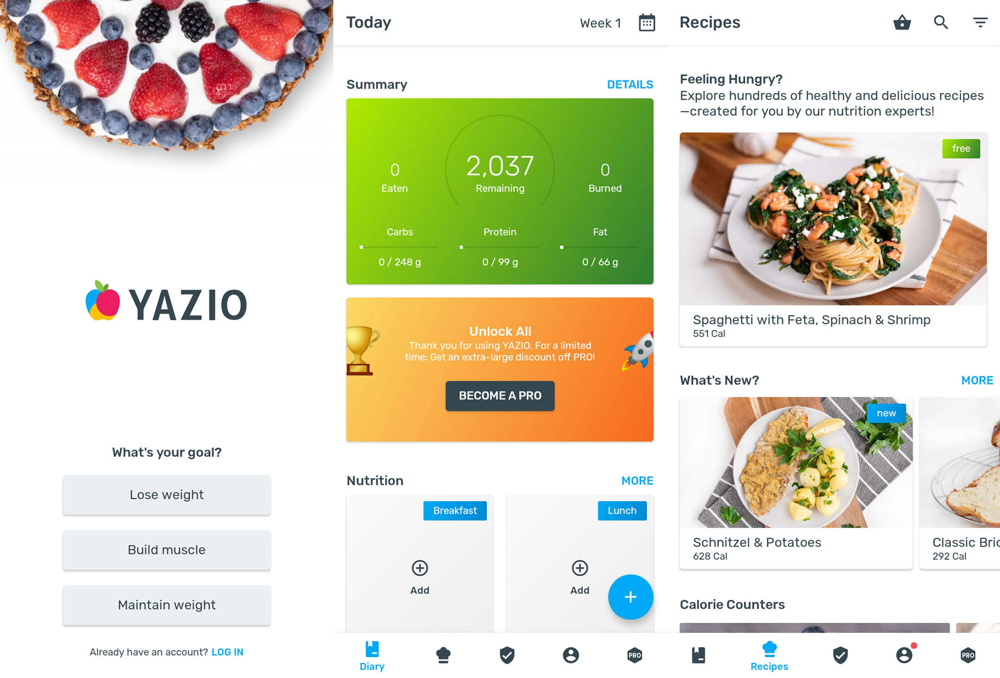 YAZIO
What's your goal?
Lose weight
Build muscle
Maintain weight
Already have an account? LOG IN
Today
Week 1
Summary
DETAILS
0
Eaten
2,037
Remaining
0
Burned
Carbs
Protein
Fat
0 / 248 g
0 / 99 g
0 / 66 g
Unlock All
Thank you for using YAZIO. For a limited
time: Get an extra-large discount off PRO!
BECOME A PRO
Nutrition
MORE
Breakfast
Lunch
Add
Add
Diary
PRO
Recipes
Feeling Hungry?
Explore hundreds of healthy and delicious recipes
—created for you by our nutrition experts!
free
Spaghetti with Feta, Spinach & Shrimp
551 Cal
What's New?
MORE
new
Schnitzel & Potatoes
628 Cal
Classic Bric
292 Cal
Calorie Counters
Recipes
PRO